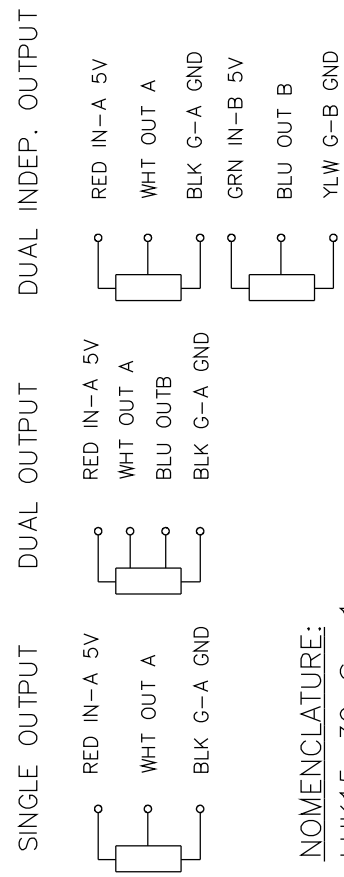 SINGLE OUTPUT
RED IN-A 5V
WHT OUT A
BLK G-A GND
DUAL OUTPUT
RED IN-A 5V
WHT OUT A
BLU OUTB
BLK G-A GND
DUAL INDEP. OUTPUT
RED IN-A 5V
WHT OUT A
BLK G-A GND
GRN IN-B 5V
BLU OUT B
YLW G-B GND
NOMENCLATURE: